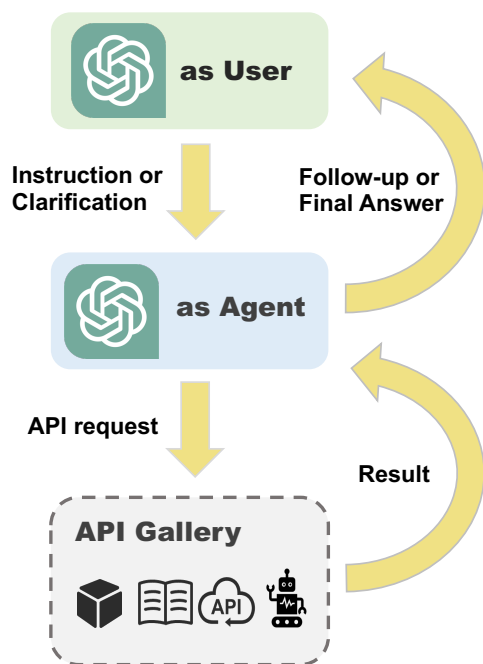 as User
Instruction or
Clarification
Follow-up or
Final Answer
as Agent
API request
Result
API Gallery
API